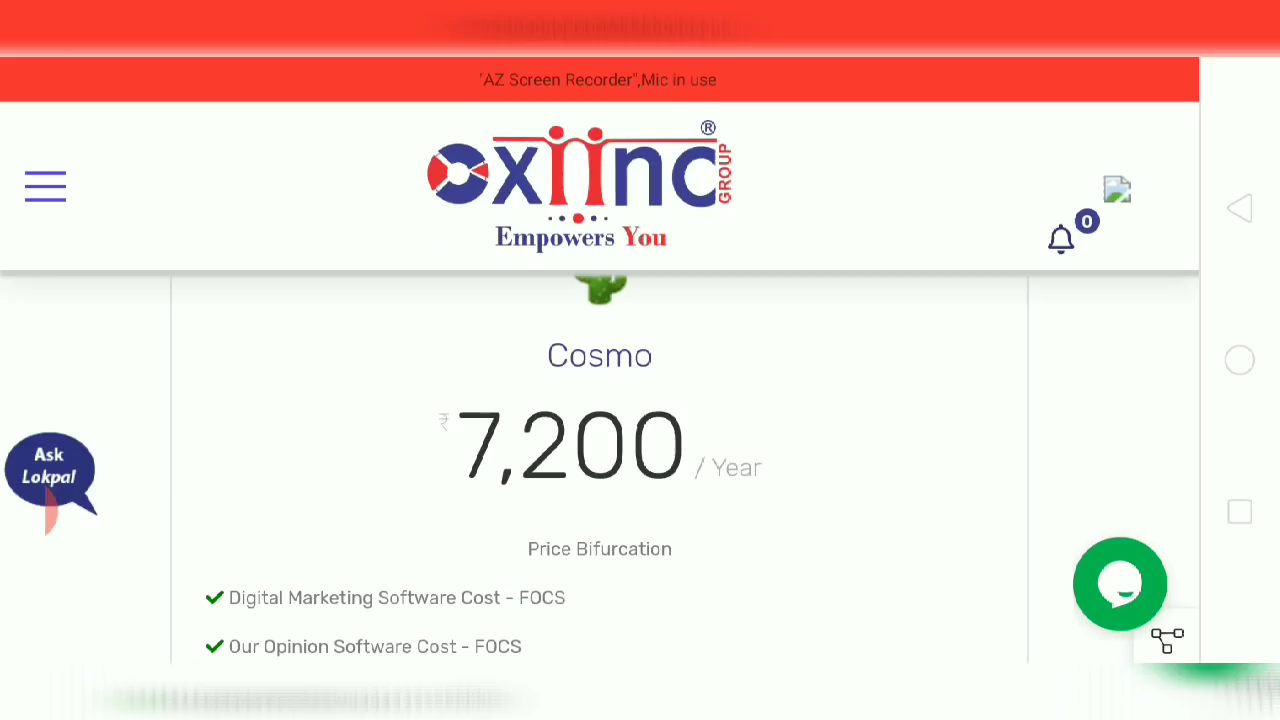 "AZ Screen Recorder",Mic in use
Oxiinc GROUP ®
Empowers You
0
Cosmo
₹7,200 / Year
Ask
Lokpal
Price Bifurcation
Digital Marketing Software Cost - FOCS
Our Opinion Software Cost - FOCS